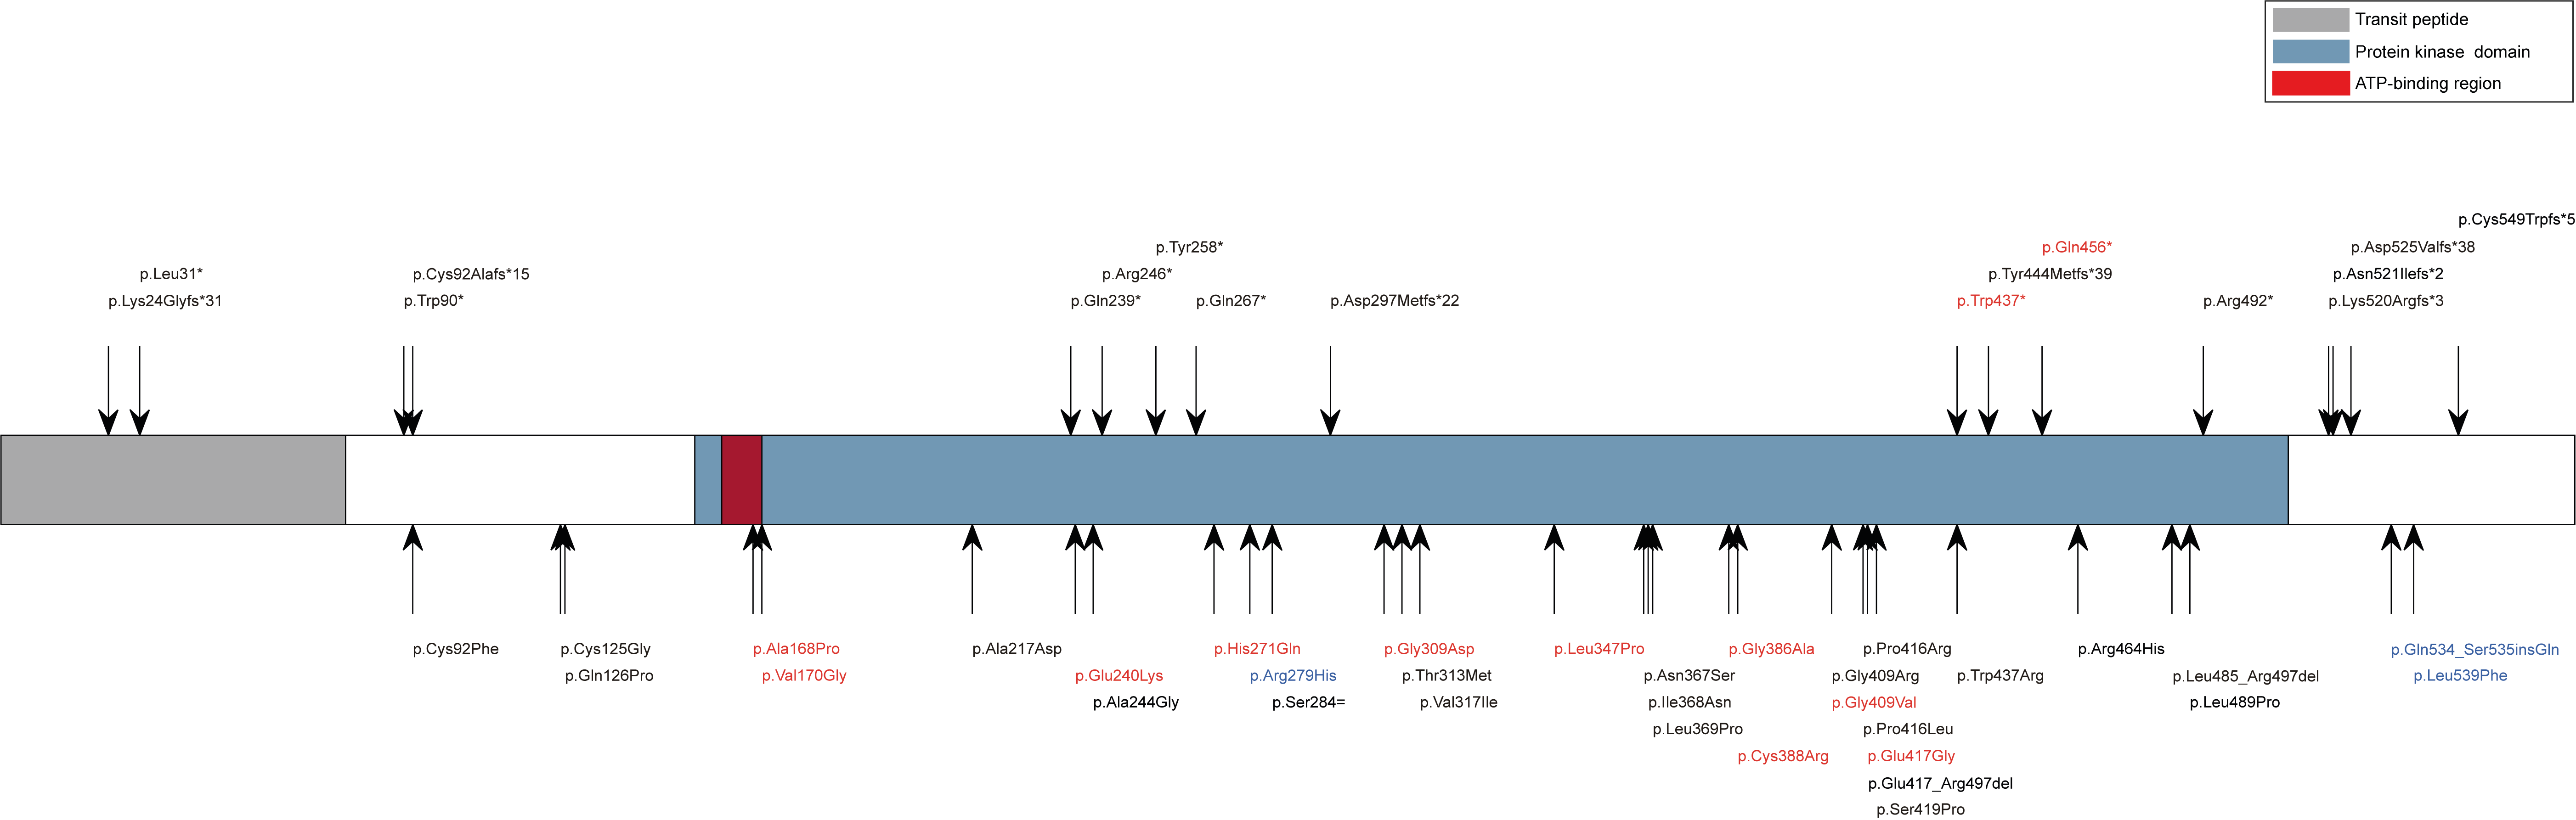 Transit peptide
Protein kinase domain
ATP-binding region
p.Cys549Trpfs*5
p.Tyr258*
p.Gln456*
p.Asp525Valfs*38
p.Leu31*
p.Cys92Alafs*15
p.Arg246*
p.Tyr444Metfs*39
p.Asn521Ilefs*2
p.Lys24Glyfs*31
p.Trp90*
p.Gln239*
p.Gln267*
p.Asp297Metfs*22
p.Trp437*
p.Arg492*
p.Lys520Argfs*3
p.Cys92Phe
p.Cys125Gly
p.Ala168Pro
p.Ala217Asp
p.His271Gln
p.Gly309Asp
p.Leu347Pro
p.Gly386Ala
p.Pro416Arg
p.Arg464His
p.Gln534_Ser535insGln
p.Gln126Pro
p.Val170Gly
p.Glu240Lys
p.Arg279His
p.Thr313Met
p.Asn367Ser
p.Gly409Arg
p.Trp437Arg
p.Leu485_Arg497del
p.Leu539Phe
p.Ala244Gly
p.Ser284=
p.Val317Ile
p.Ile368Asn
p.Gly409Val
p.Leu489Pro
p.Leu369Pro
p.Pro416Leu
p.Cys388Arg
p.Glu417Gly
p.Glu417_Arg497del
p.Ser419Pro